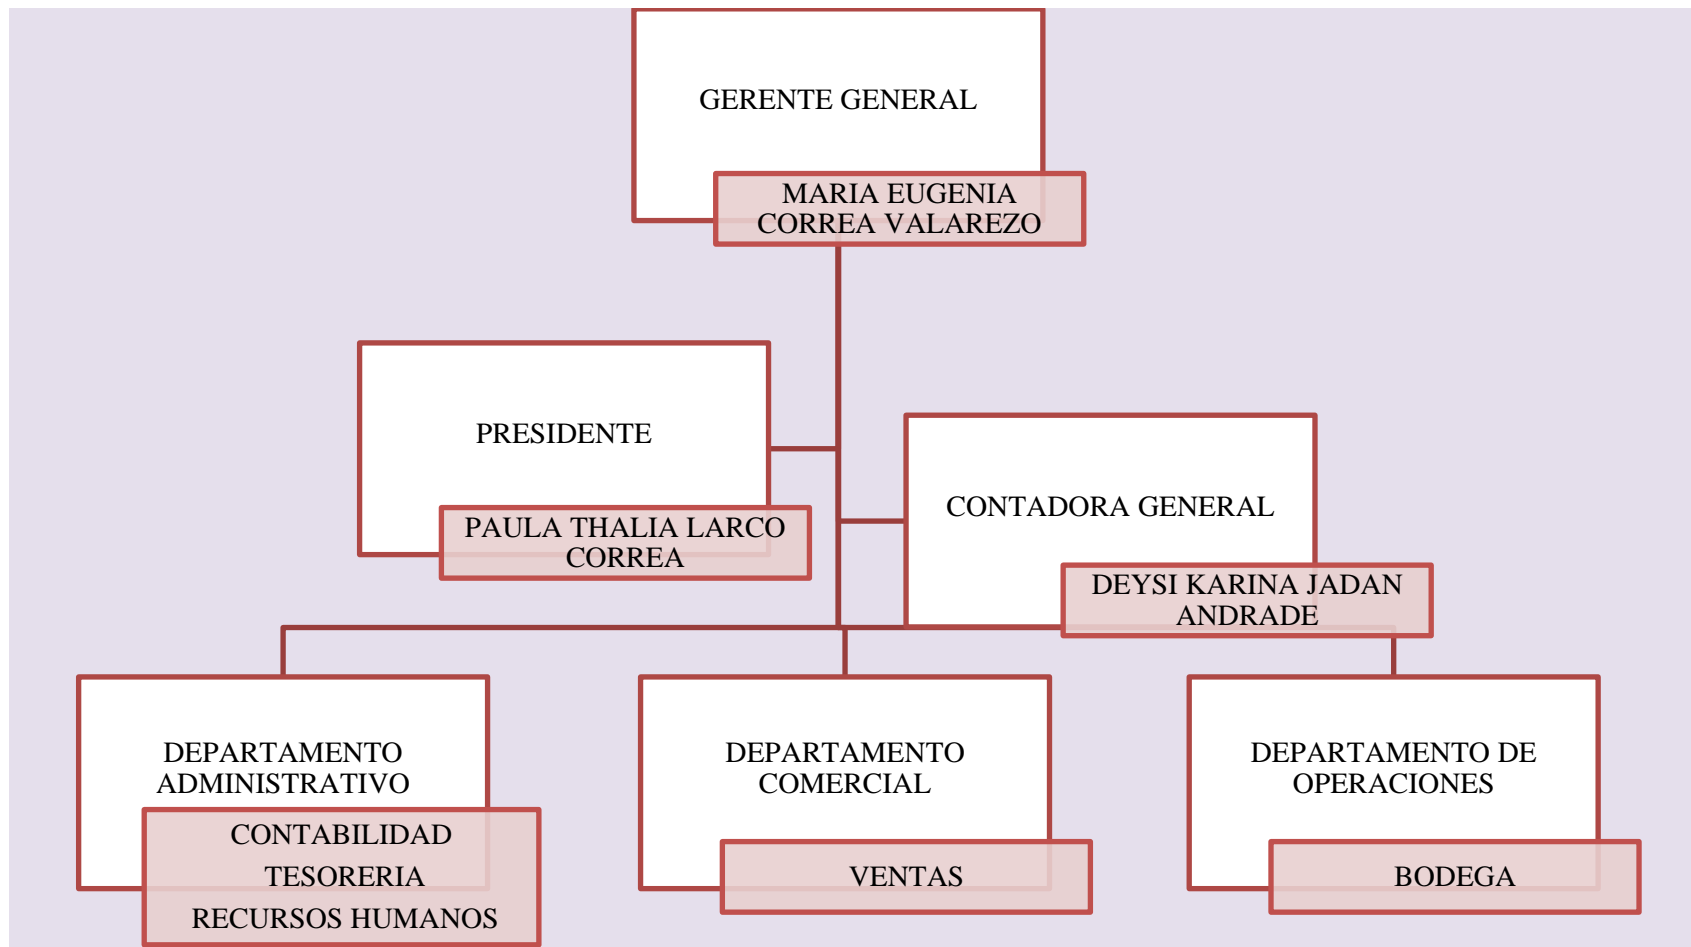 GERENTE GENERAL
MARIA EUGENIA
CORREA VALAREZO
PRESIDENTE
PAULA THALIA LARCO
CORREA
CONTADORA GENERAL
DEYSI KARINA JADAN
ANDRADE
DEPARTAMENTO
ADMINISTRATIVO
CONTABILIDAD
TESORERIA
RECURSOS HUMANOS
DEPARTAMENTO
COMERCIAL
VENTAS
DEPARTAMENTO DE
OPERACIONES
BODEGA